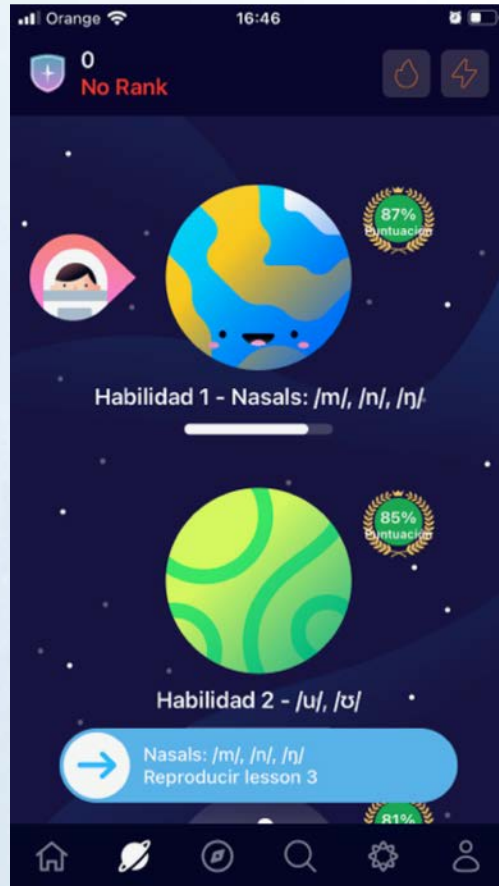 Orange 16:46
0
No Rank
87%
Puntuación
Habilidad 1 - Nasals: /m/, /n/, /ŋ/
85%
Puntuación
Habilidad 2 - /u/, /ʊ/
Nasals: /m/, /n/, /ŋ/
Reproducir lesson 3
81%